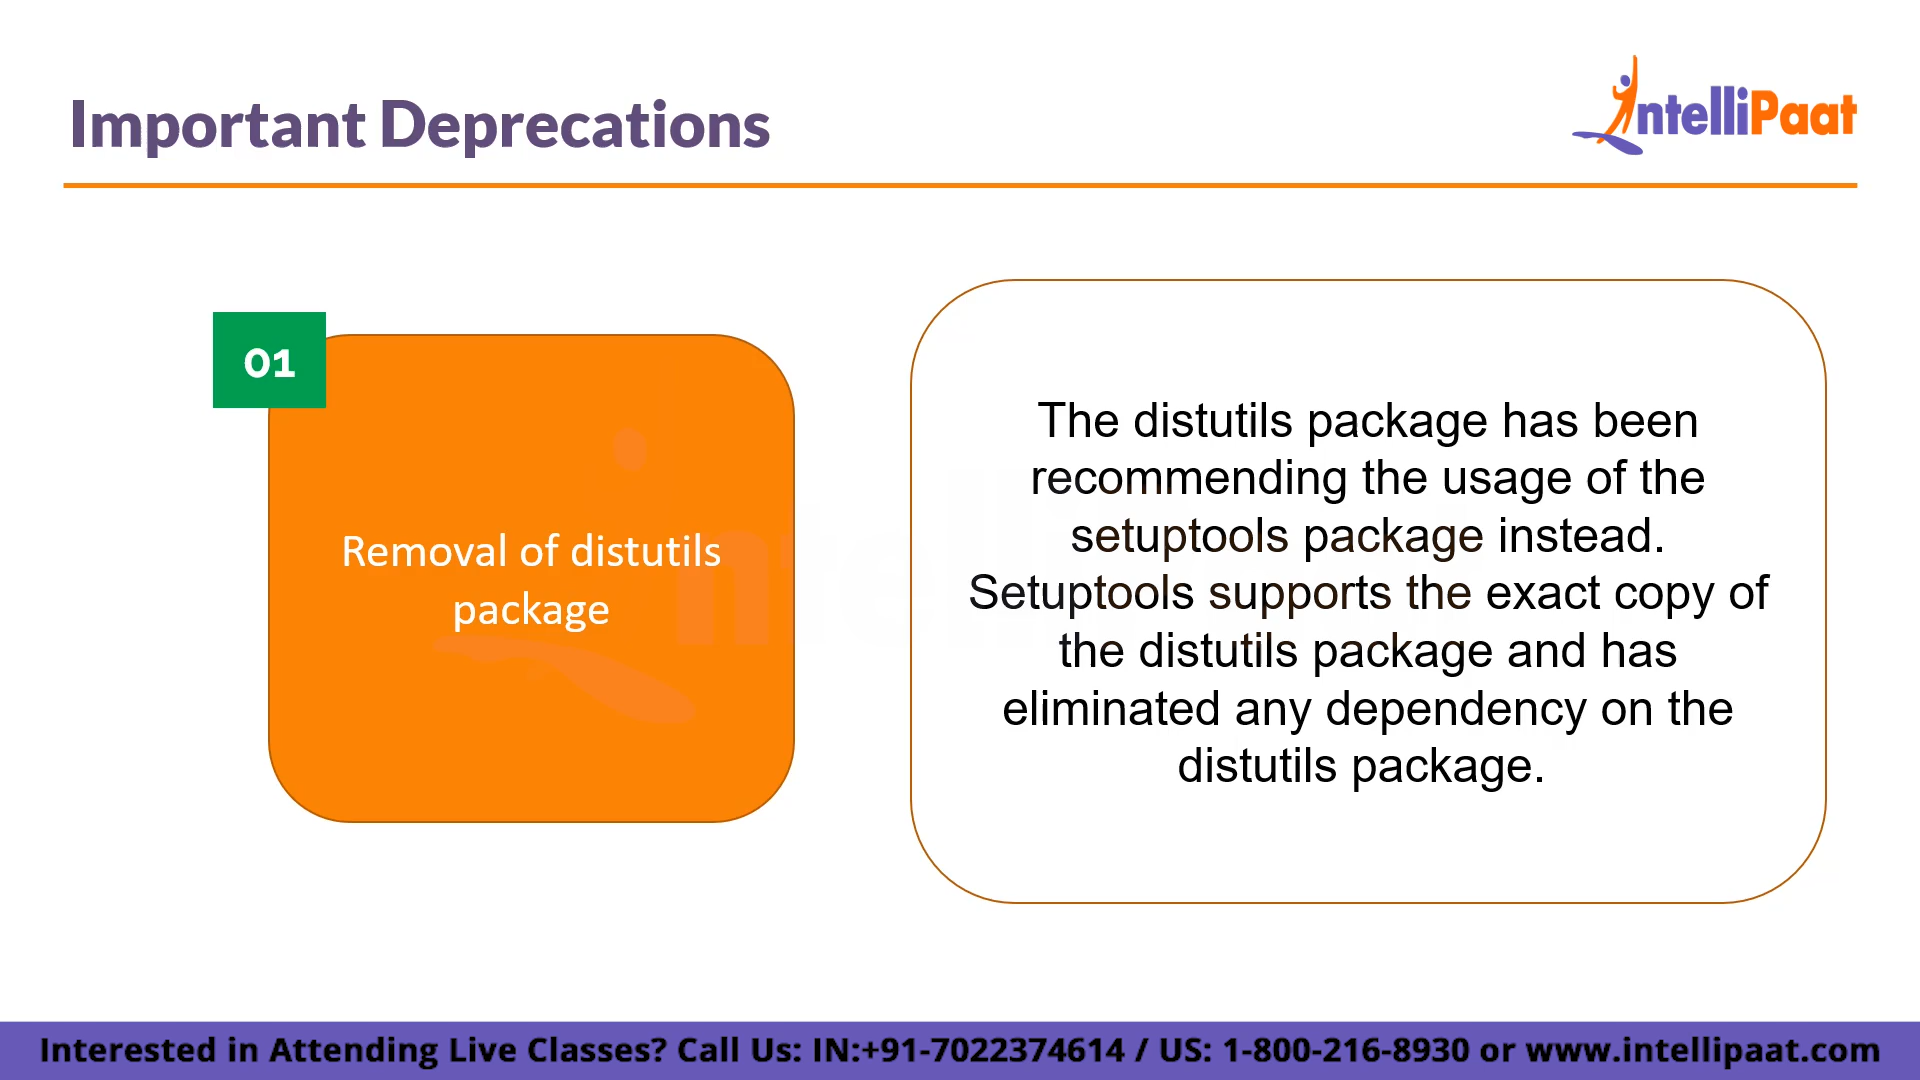 Important Deprecations
IntelliPaat
01
Removal of distutils
package
The distutils package has been
recommending the usage of the
setuptools package instead.
Setuptools supports the exact copy of
the distutils package and has
eliminated any dependency on the
distutils package.
Interested in Attending Live Classes? Call Us: IN:+91-7022374614 / US: 1-800-216-8930 or www.intellipaat.com